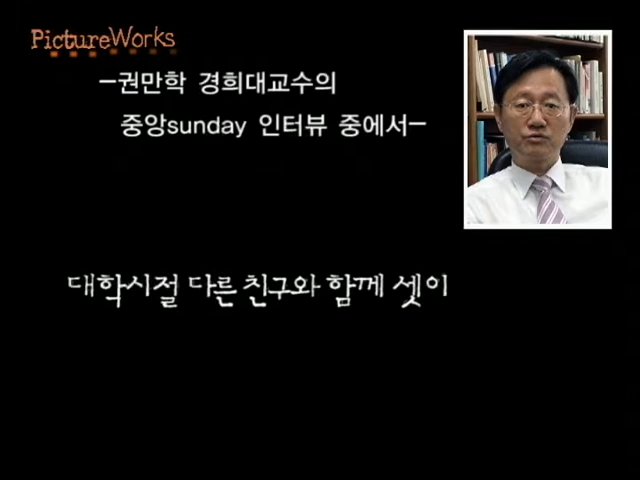 PictureWorks
-권만학 경희대교수의
중앙sunday 인터뷰 중에서-
대학시절 다른 친구와 함께 셋이